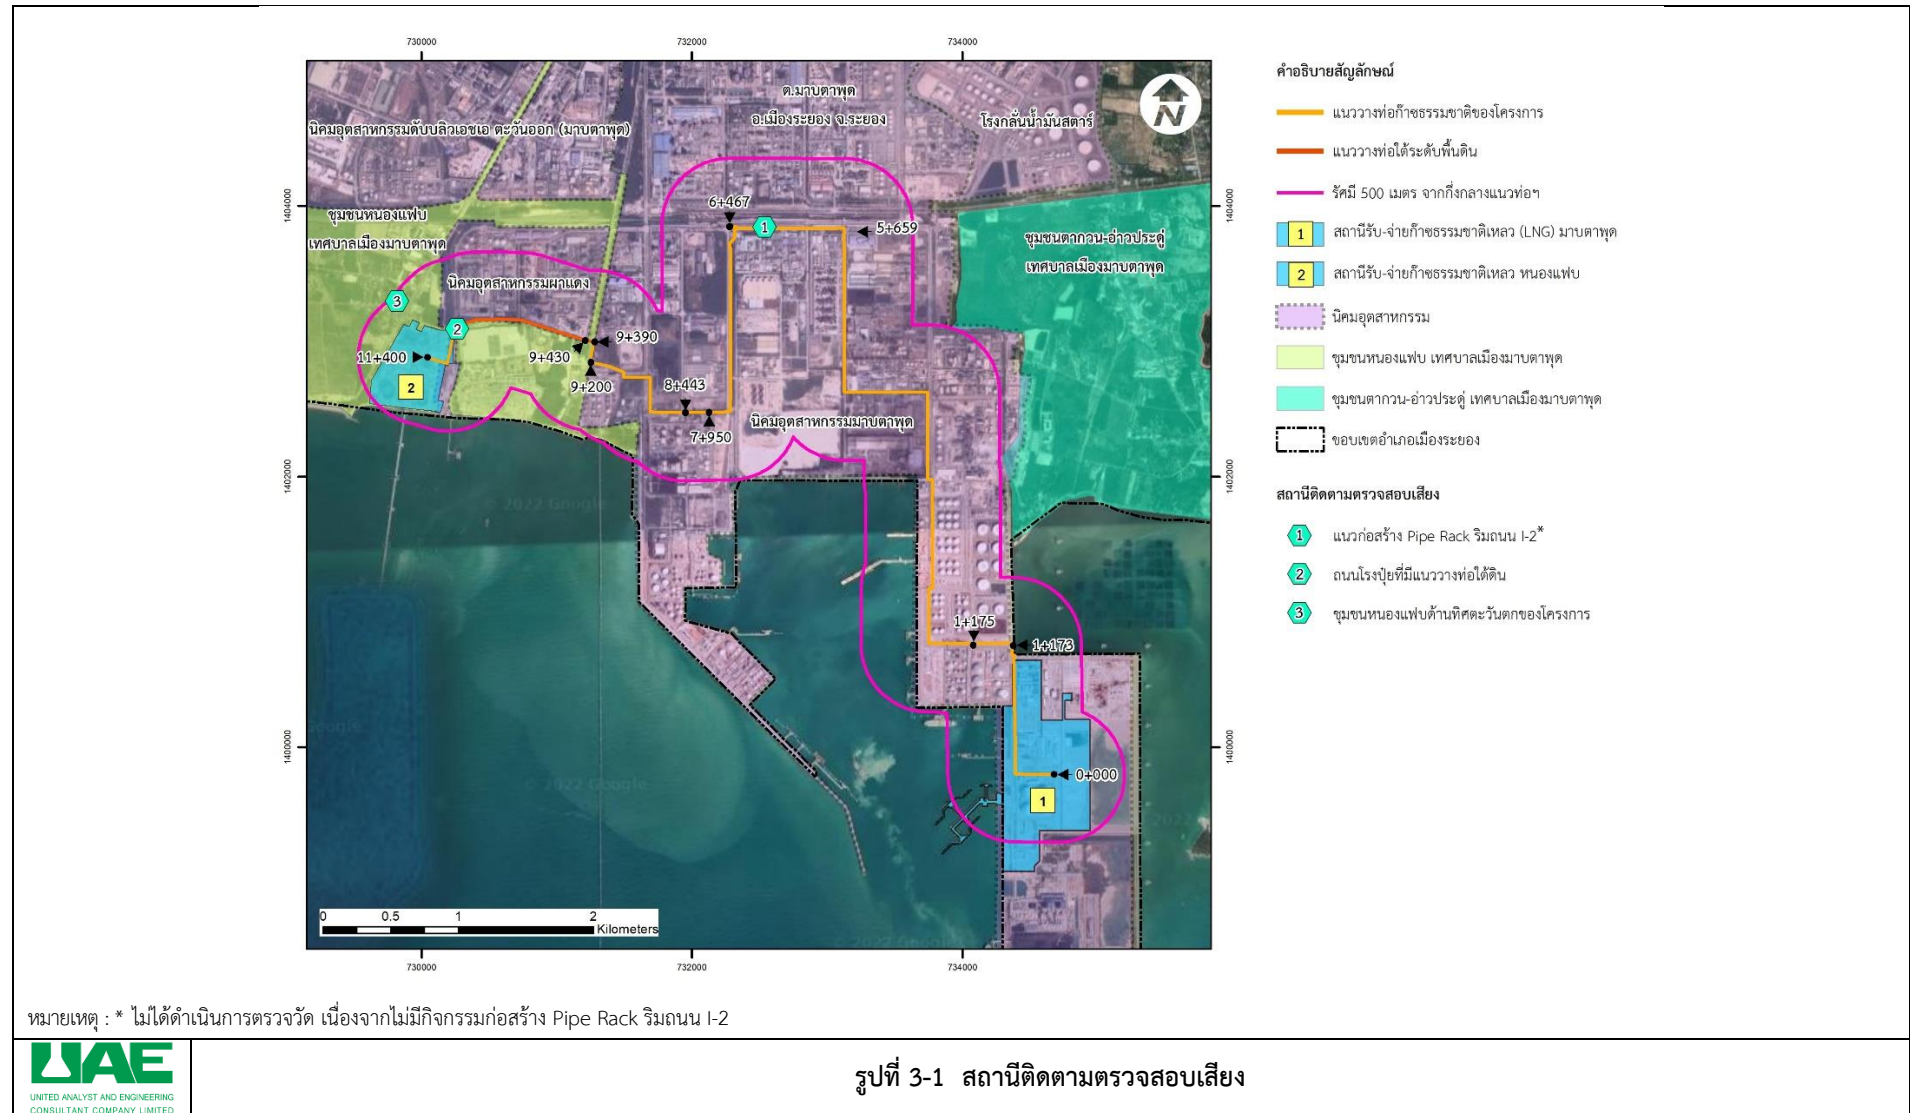 730000
732000
734000
ต.มาบตาพุด
อ.เมืองระยอง จ.ระยอง
โรงกลั่นน้ำมันสตาร์
นิคมอุตสาหกรรมดับบลิวเอชเอ ตะวันออก (มาบตาพุด)
N
1404000
1404000
ชุมชนหนองแฟบ
เทศบาลเมืองมาบตาพุด
6+467
1
5+659
ชุมชนตากวน-อ่าวประดู่
เทศบาลเมืองมาบตาพุด
นิคมอุตสาหกรรมผาแดง
3
2
9+390
9+430
11+400
9+200
8+443
2
7+950
นิคมอุตสาหกรรมมาบตาพุด
1402000
1402000
© 2022 Google
1+175
1+173
Google
1400000
1400000
0+000
© 2022 Google
1
© 2022
0 0.5 1 2
Kilometers
© 2022 Google
730000
732000
734000
คำอธิบายสัญลักษณ์
แนววางท่อก๊าซธรรมชาติของโครงการ
แนววางท่อใต้ระดับพื้นดิน
รัศมี 500 เมตร จากกึ่งกลางแนวท่อฯ
1 สถานีรับ-จ่ายก๊าซธรรมชาติเหลว (LNG) มาบตาพุด
2 สถานีรับ-จ่ายก๊าซธรรมชาติเหลว หนองแฟบ
นิคมอุตสาหกรรม
ชุมชนหนองแฟบ เทศบาลเมืองมาบตาพุด
ชุมชนตากวน-อ่าวประดู่ เทศบาลเมืองมาบตาพุด
ขอบเขตอำเภอเมืองระยอง
สถานีติดตามตรวจสอบเสียง
1 แนวก่อสร้าง Pipe Rack ริมถนน I-2*
2 ถนนโรงปุ๋ยที่มีแนววางท่อใต้ดิน
3 ชุมชนหนองแฟบด้านทิศตะวันตกของโครงการ
หมายเหตุ : * ไม่ได้ดำเนินการตรวจวัด เนื่องจากไม่มีกิจกรรมก่อสร้าง Pipe Rack ริมถนน I-2
UAE
UNITED ANALYST AND ENGINEERING
CONSULTANT COMPANY LIMITED
รูปที่ 3-1 สถานีติดตามตรวจสอบเสียง